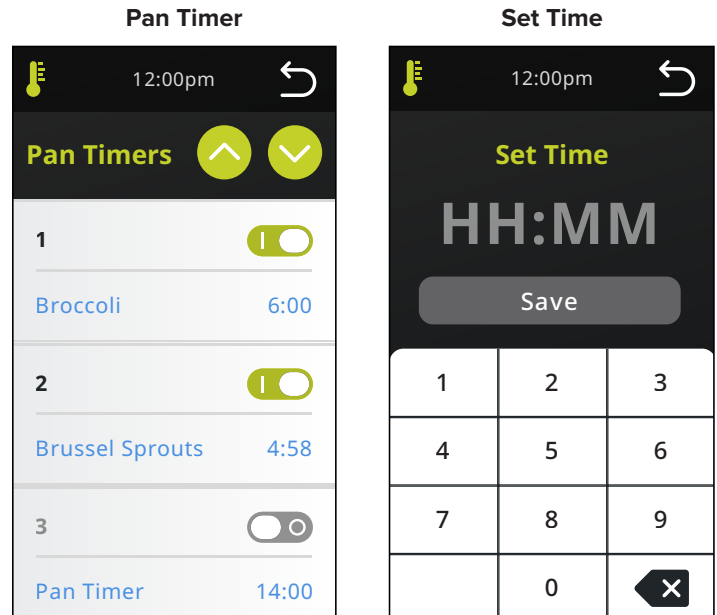 Pan Timer
12:00pm
Pan Timers
1
Broccoli 6:00
2
Brussel Sprouts 4:58
3
Pan Timer 14:00
Set Time
12:00pm
Set Time
HH:MM
Save
1 2 3
4 5 6
7 8 9
0